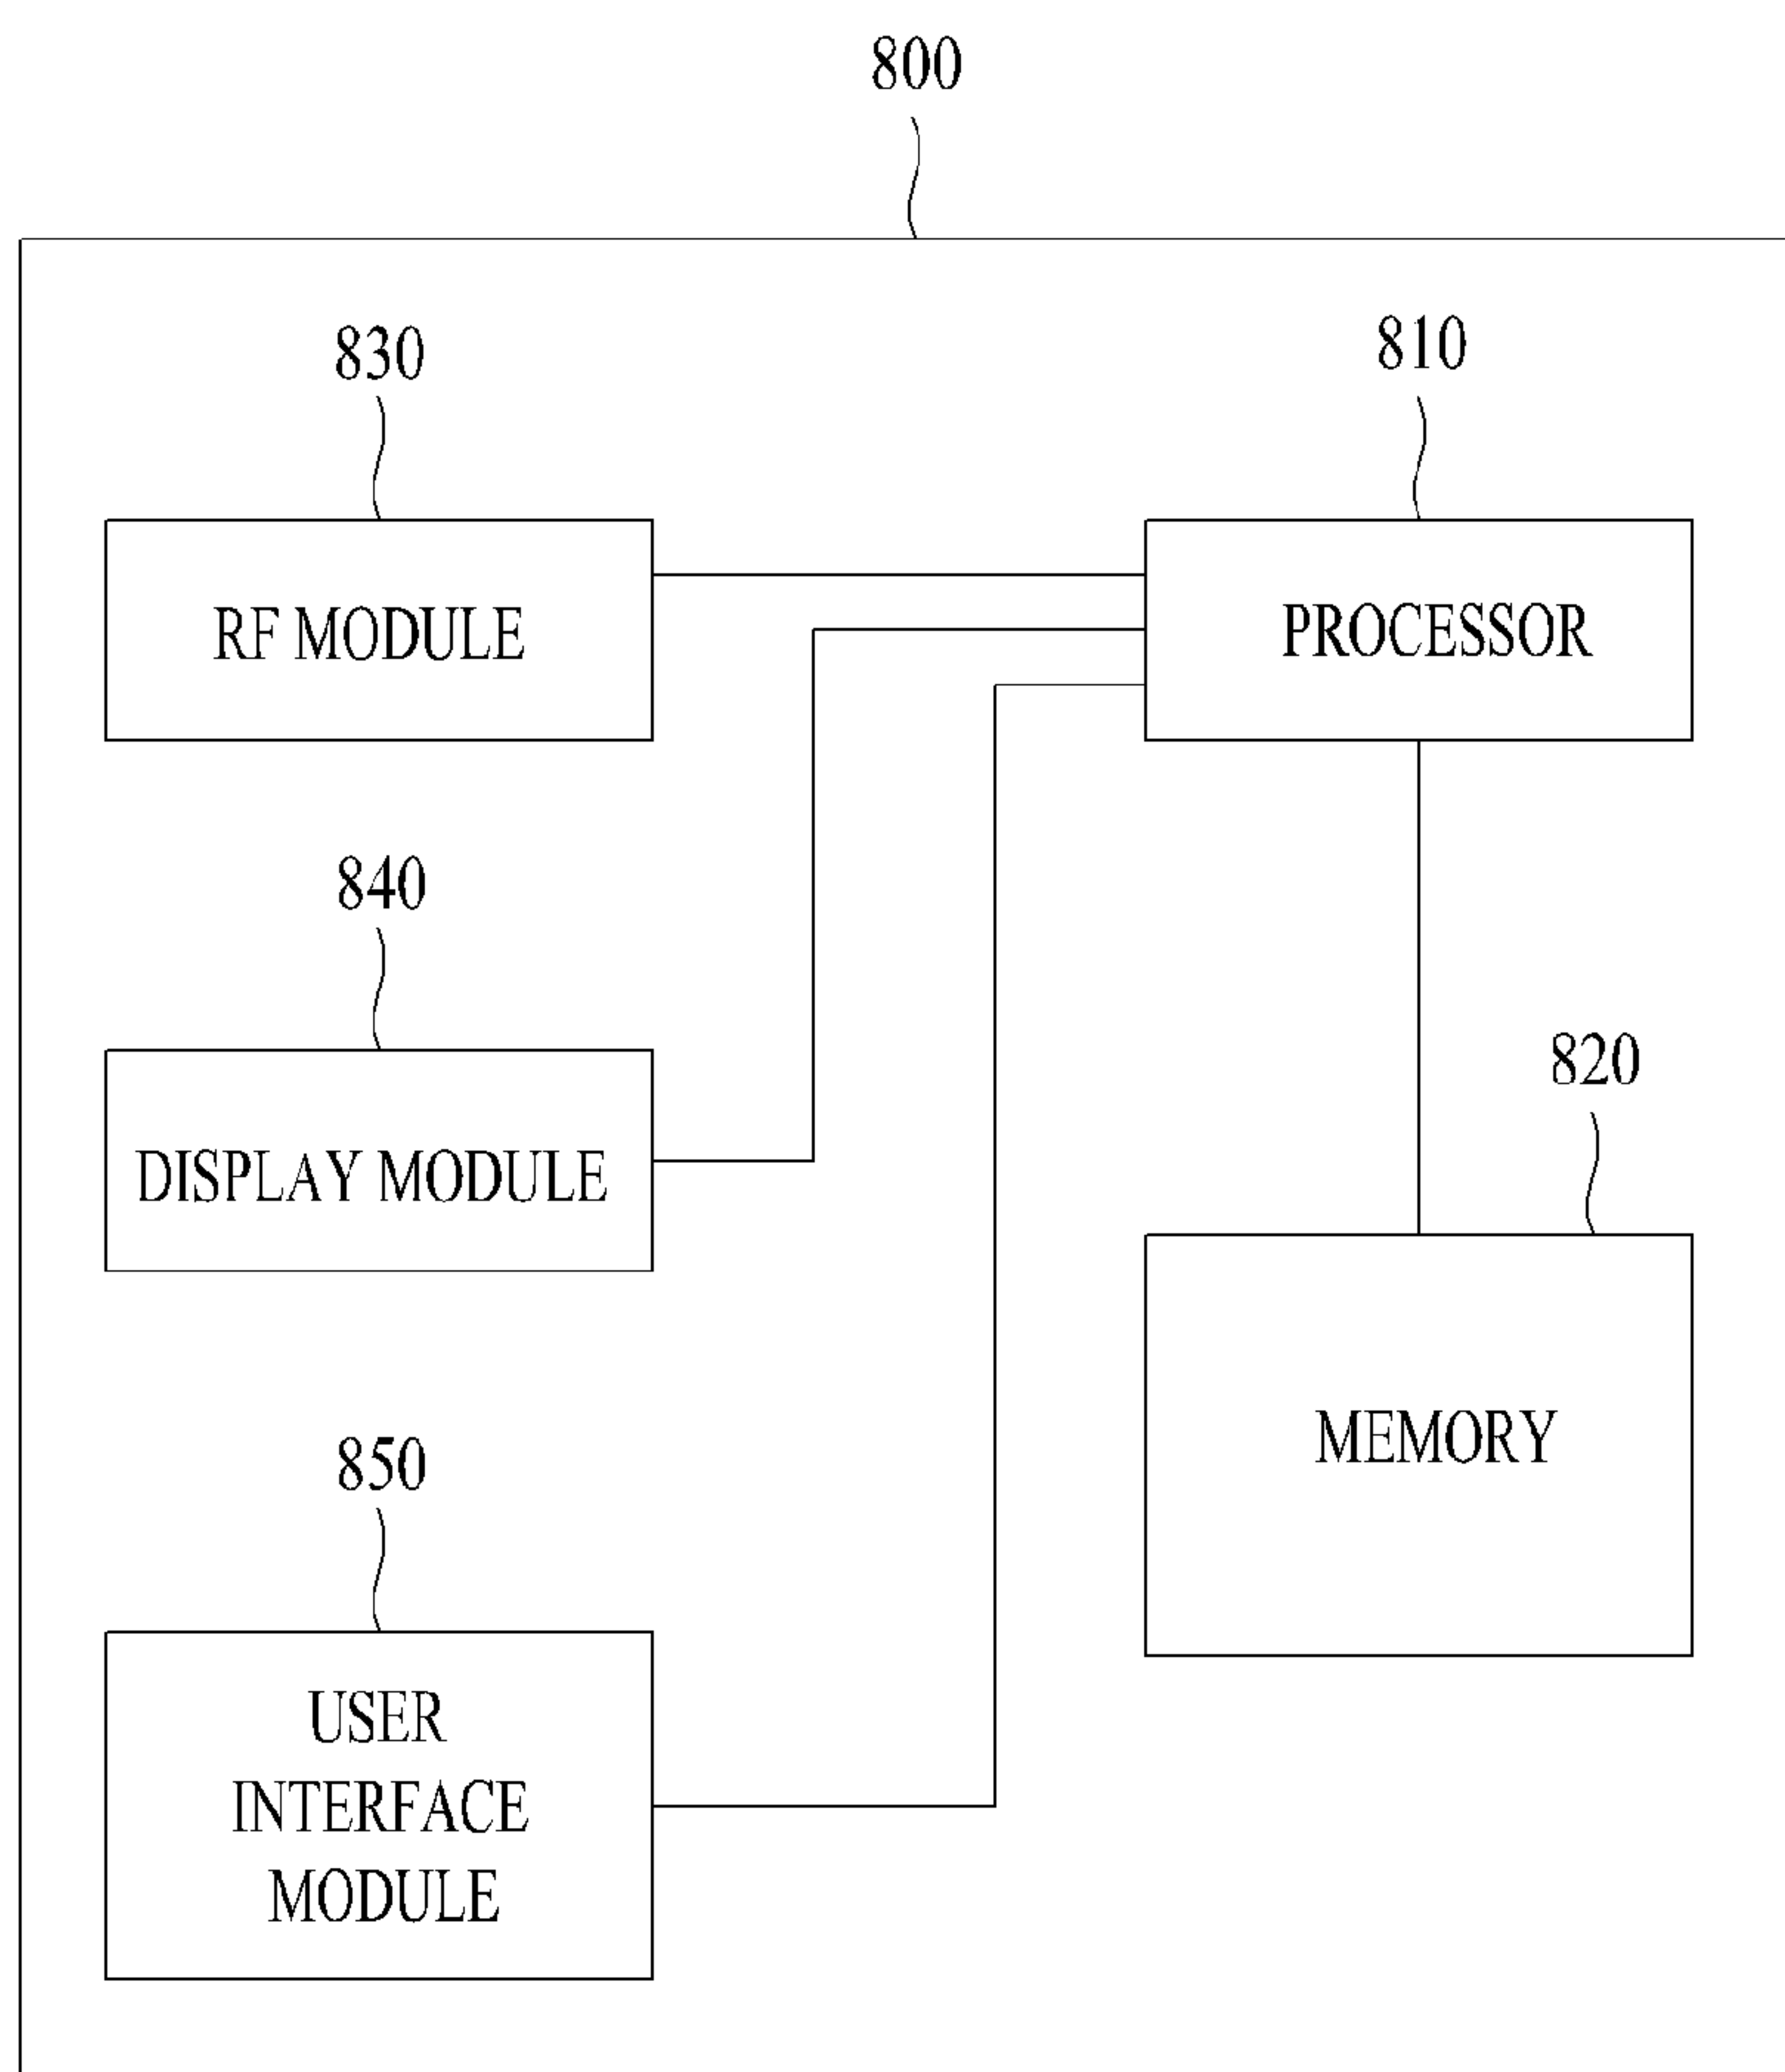 800
830
810
RF MODULE
PROCESSOR
840
820
DISPLAY MODULE
MEMORY
850
USER
INTERFACE
MODULE